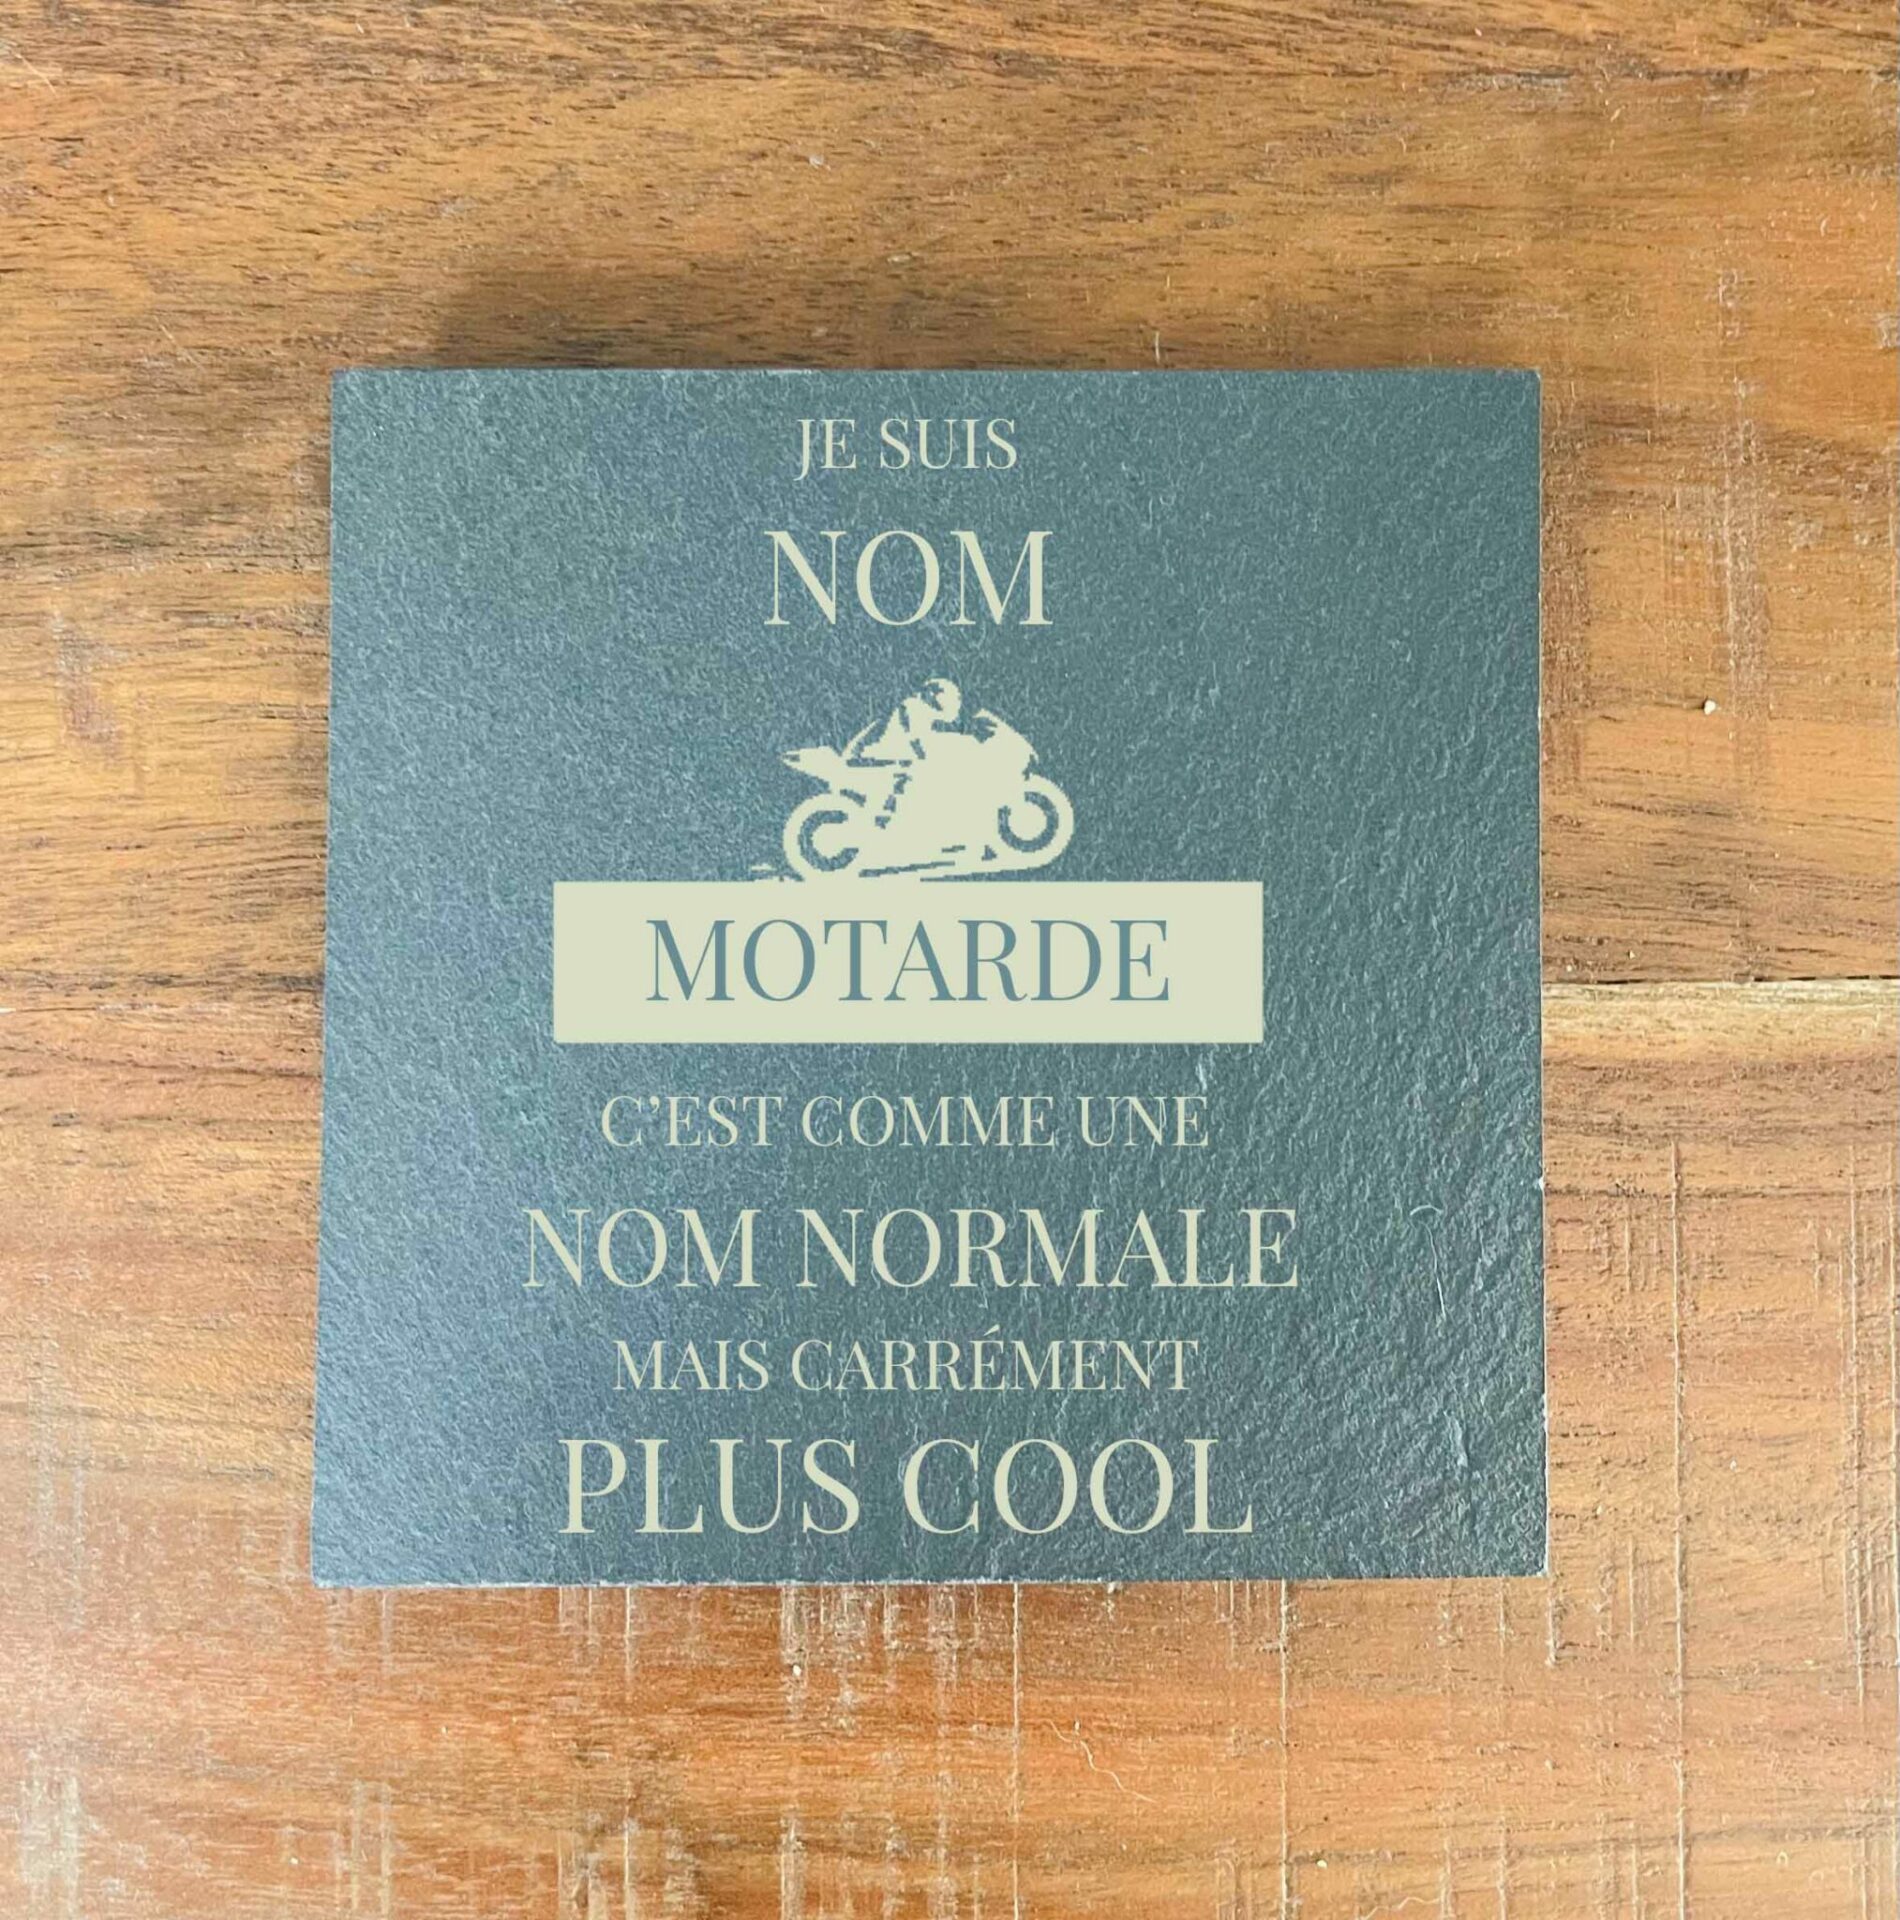 JE SUIS
NOM
MOTARDE
C'EST COMME UNE
NOM NORMALE
MAIS CARRÉMENT
PLUS COOL